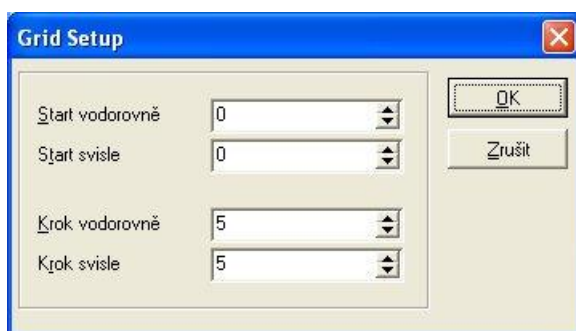 Grid Setup
Start vodorovně 0
Start svisle 0
Krok vodorovně 5
Krok svisle 5
OK
Zrušit